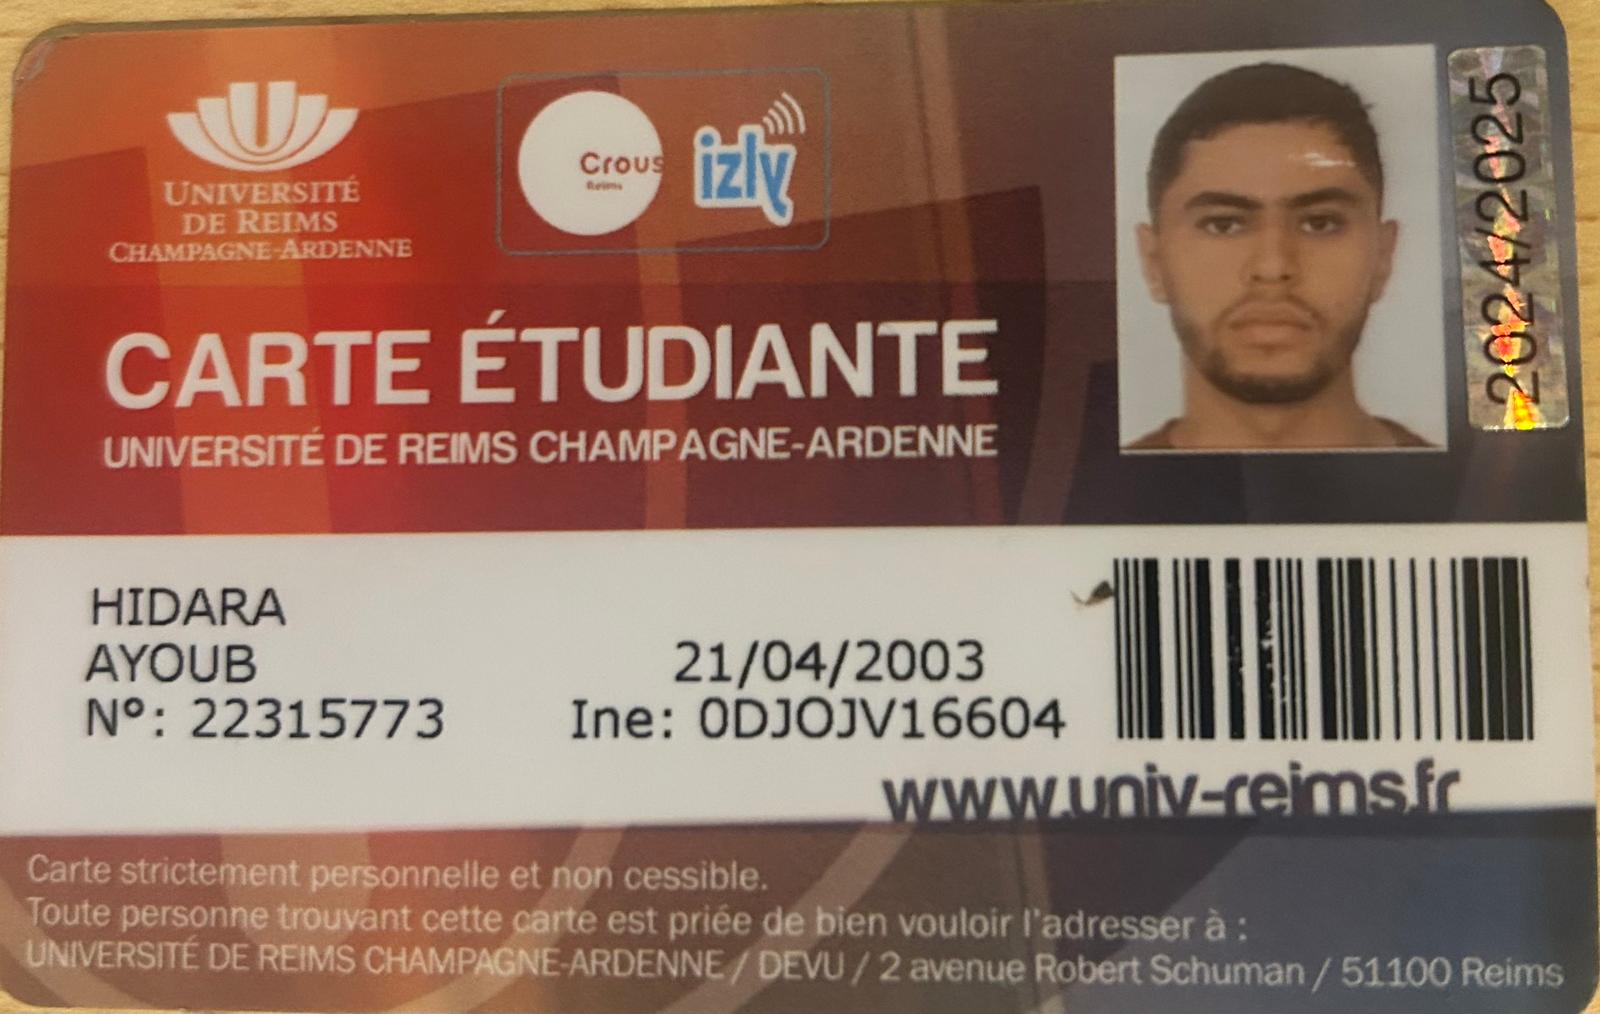 UNIVERSITÉ
DE REIMS
CHAMPAGNE-ARDENNE
Crous
Reims
izly
2024/2025
CARTE ÉTUDIANTE
UNIVERSITÉ DE REIMS CHAMPAGNE-ARDENNE
HIDARA
AYOUB 21/04/2003
N°: 22315773 Ine: 0DJOJV16604
www.univ-reims.fr
Carte strictement personnelle et non cessible.
Toute personne trouvant cette carte est priée de bien vouloir l'adresser à :
UNIVERSITÉ DE REIMS CHAMPAGNE-ARDENNE / DEVU / 2 avenue Robert Schuman / 51100 Reims